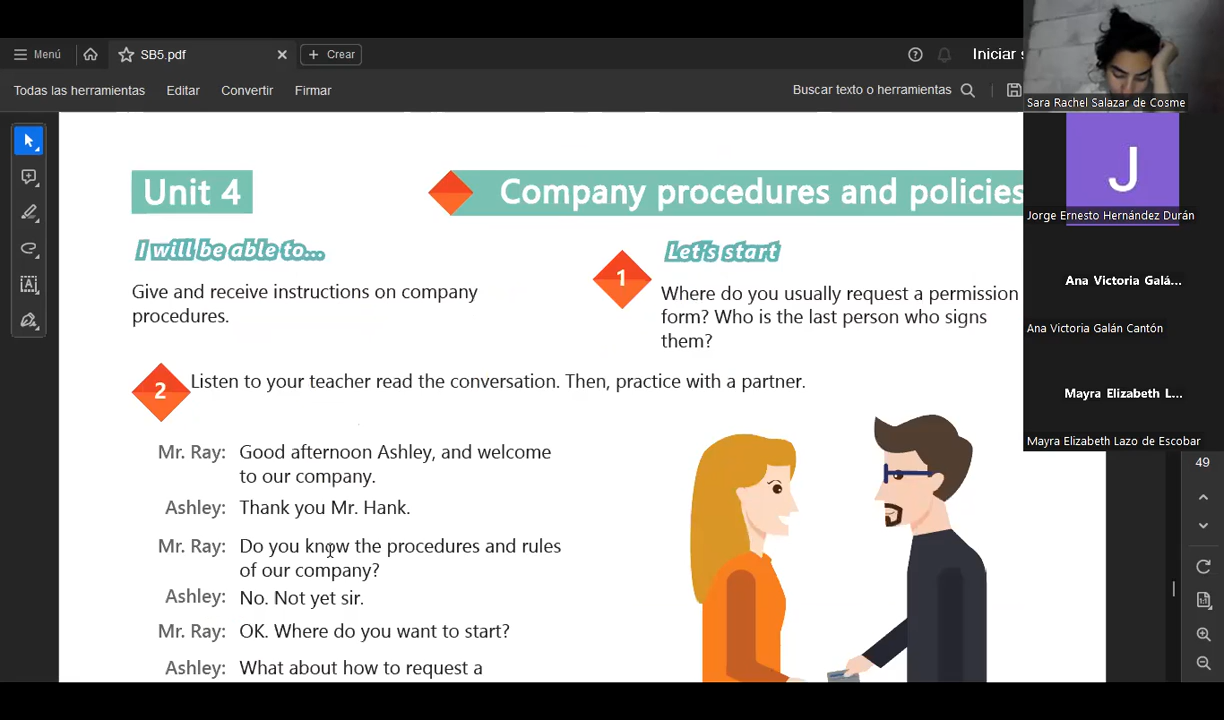 Menú
SB5.pdf
Crear
Iniciar s
Todas las herramientas
Editar
Convertir
Firmar
Buscar texto o herramientas
Sara Rachel Salazar de Cosme
J
Jorge Ernesto Hernández Durán
Ana Victoria Galá...
Ana Victoria Galán Cantón
Mayra Elizabeth L...
Mayra Elizabeth Lazo de Escobar
49
1:1
Unit 4
Company procedures and policies
I will be able to...
Give and receive instructions on company
procedures.
1
Let's start
Where do you usually request a permission
form? Who is the last person who signs
them?
2
Listen to your teacher read the conversation. Then, practice with a partner.
Mr. Ray: Good afternoon Ashley, and welcome
to our company.
Ashley: Thank you Mr. Hank.
Mr. Ray: Do you know the procedures and rules
of our company?
Ashley: No. Not yet sir.
Mr. Ray: OK. Where do you want to start?
Ashley: What about how to request a